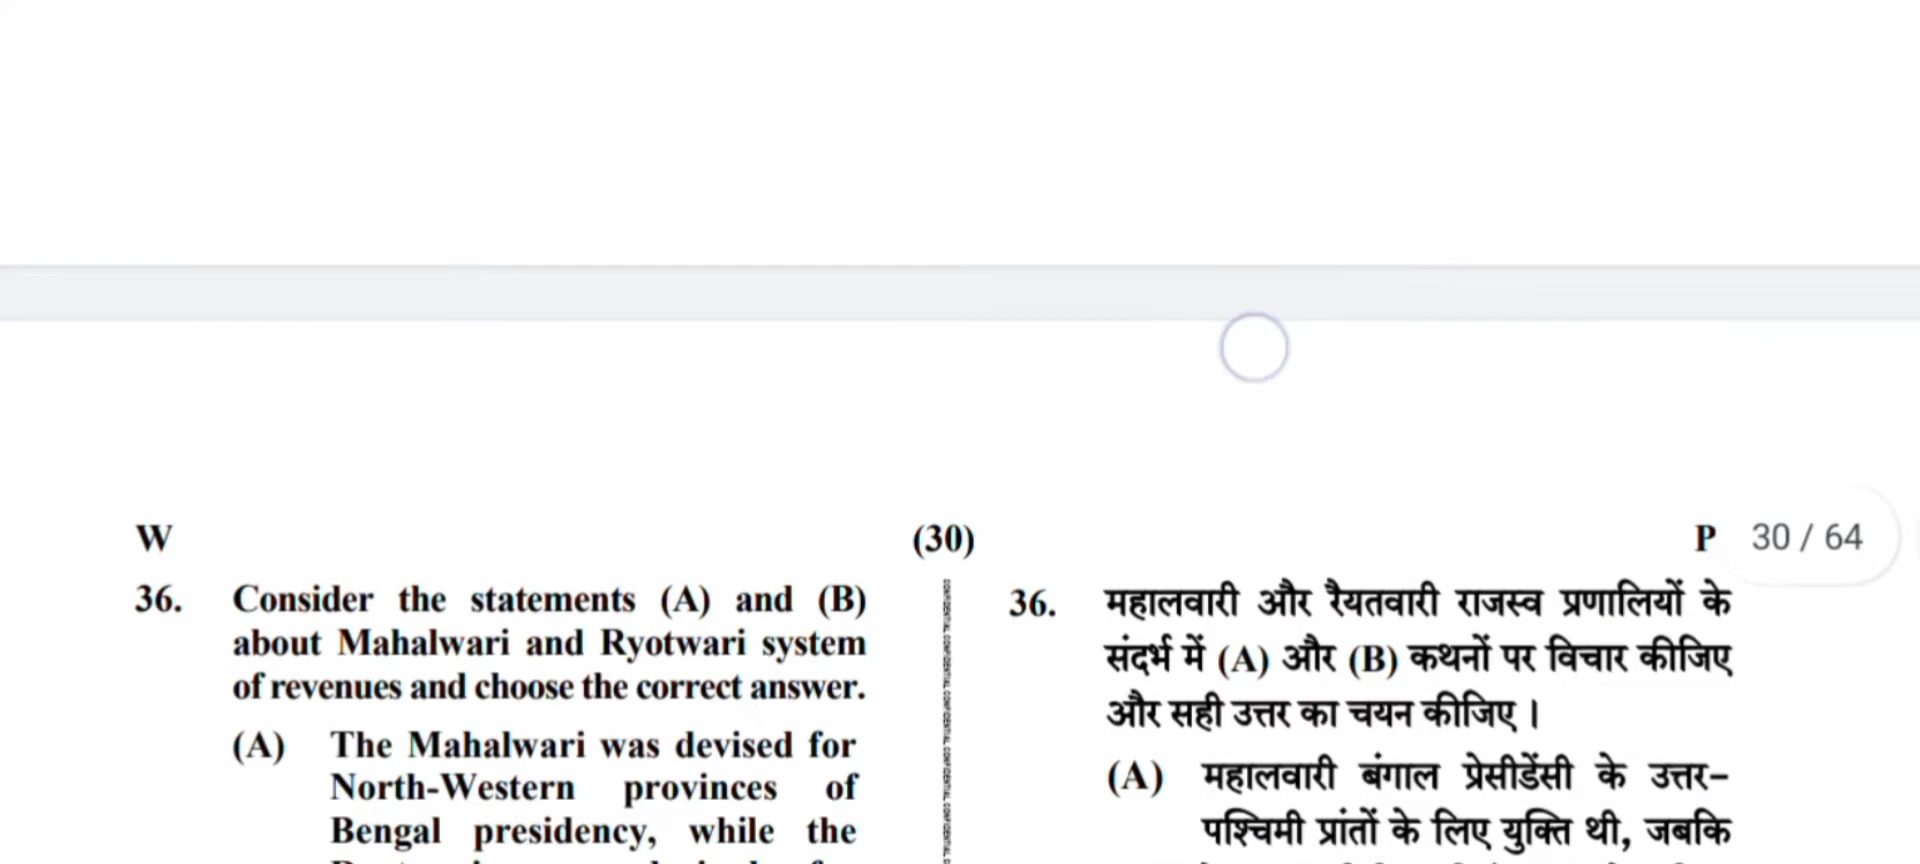 W (30) P 30 / 64
36. Consider the statements (A) and (B)
about Mahalwari and Ryotwari system
of revenues and choose the correct answer.
(A) The Mahalwari was devised for
North-Western provinces of
Bengal presidency, while the
36. महालवारी और रैयतवारी राजस्व प्रणालियों के
संदर्भ में (A) और (B) कथनों पर विचार कीजिए
और सही उत्तर का चयन कीजिए।
(A) महालवारी बंगाल प्रेसीडेंसी के उत्तर–
पश्चिमी प्रांतों के लिए युक्ति थी, जबकि